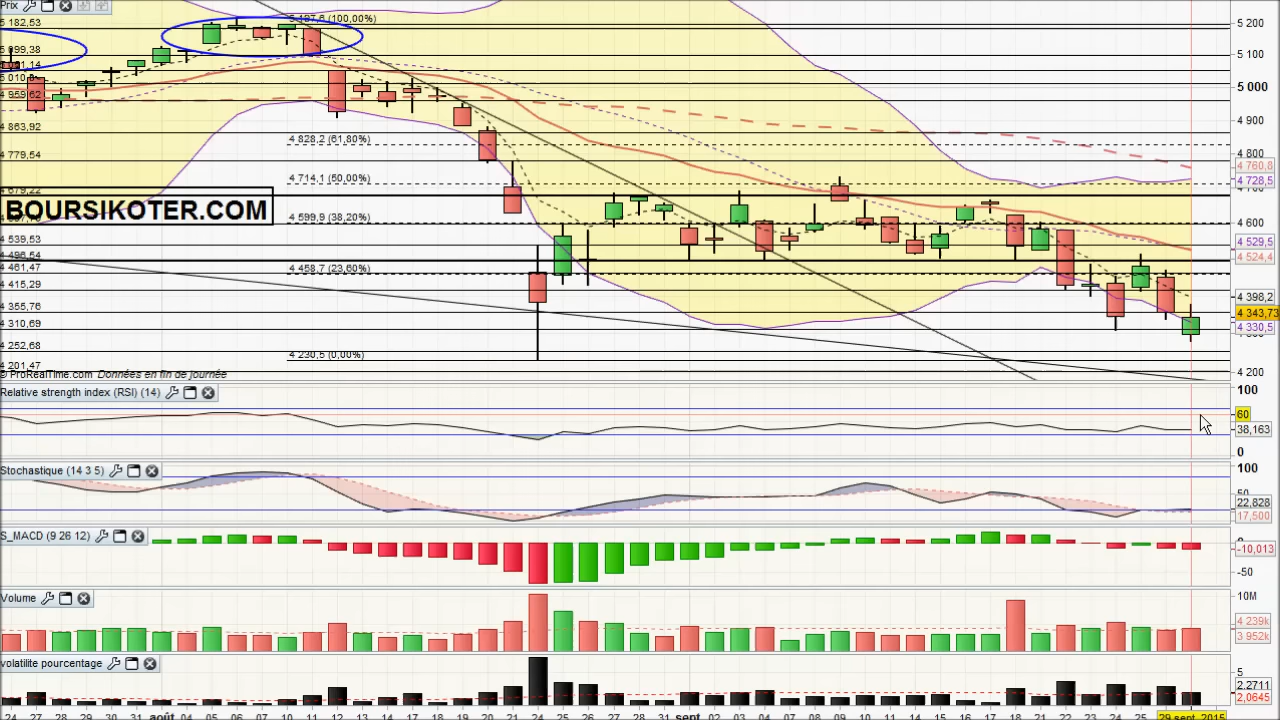 Prix
5 182,53
5 099,38
4 959,62
4 863,92
4 779,54
4 679,22
BOURSIKOTER.COM
4 539,53
4 496,54
4 461,47
4 415,29
4 355,76
4 310,69
4 252,68
4 201,47
5 187,6 (100,00%)
4 828,2 (61,80%)
4 714,1 (50,00%)
4 599,9 (38,20%)
4 458,7 (23,60%)
4 230,5 (0,00%)
5 200
5 100
5 000
4 900
4 800
4 760,8
4 728,5
4 600
4 529,5
4 524,4
4 398,2
4 343,73
4 330,5
4 200
© ProRealTime.com Données en fin de journée
Relative strength index (RSI) (14)
100
60
38,163
0
Stochastique (14 3 5)
100
50
22,828
17,500
S_MACD (9 26 12)
0
-10,013
-50
Volume
10M
4 239k
3 952k
volatilite pourcentage
5
2,2711
2,0645
24 27 28 29 30 31 août 04 05 06 07 10 11 12 13 14 17 18 19 20 21 24 25 26 27 28 31 sept. 02 03 04 07 08 09 10 11 14 15 16 17 18 21 22 23 24 25 29 sept. 2015